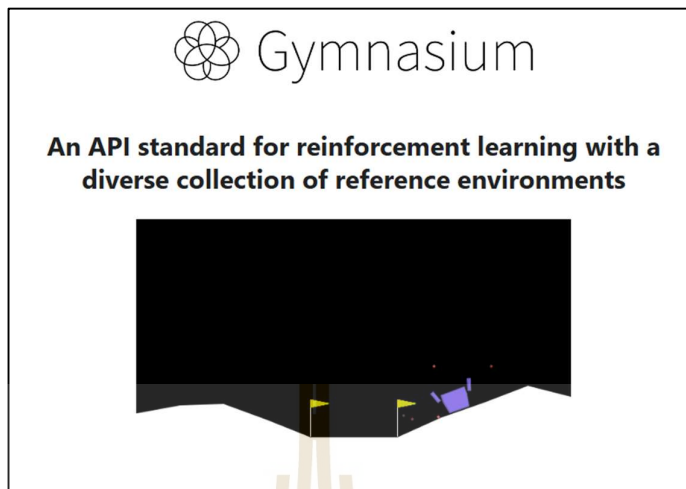 Gymnasium
An API standard for reinforcement learning with a
diverse collection of reference environments